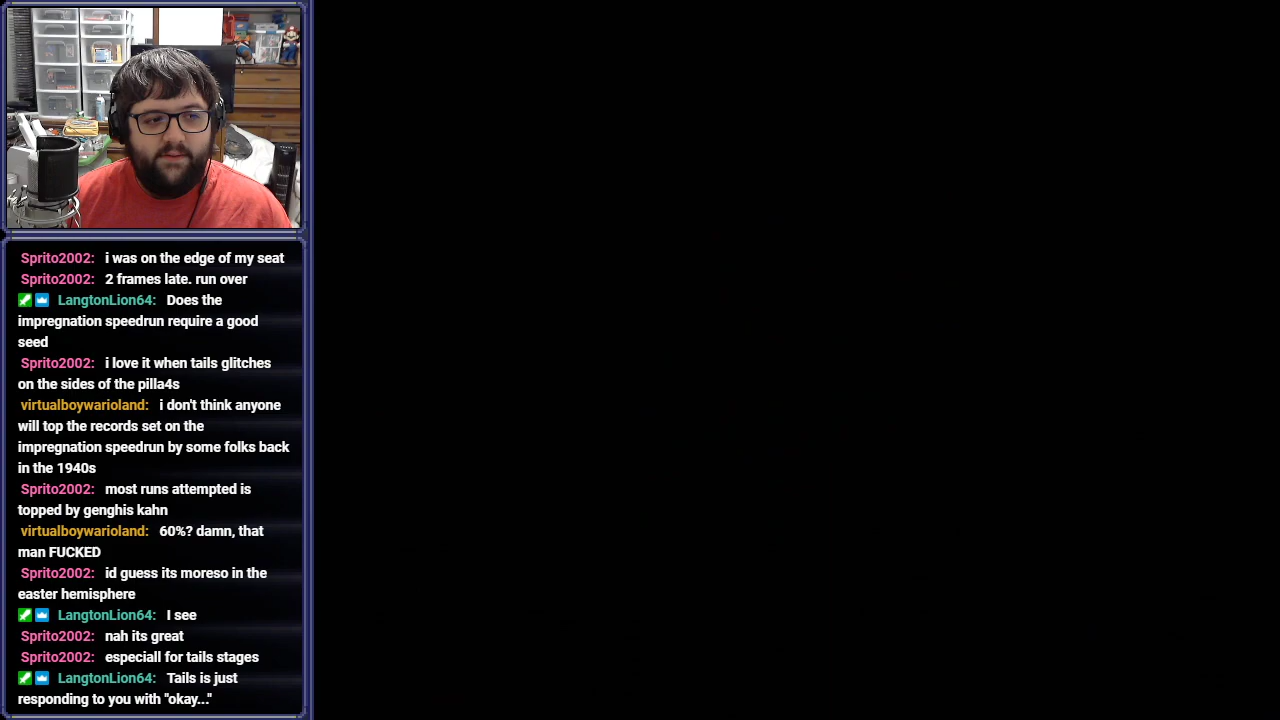 Sprito2002: i was on the edge of my seat
Sprito2002: 2 frames late. run over
LangtonLion64: Does the
impregnation speedrun require a good
seed
Sprito2002: i love it when tails glitches
on the sides of the pilla4s
virtualboywarioland: i don't think anyone
will top the records set on the
impregnation speedrun by some folks back
in the 1940s
Sprito2002: most runs attempted is
topped by genghis kahn
virtualboywarioland: 60%? damn, that
man FUCKED
Sprito2002: id guess its moreso in the
easter hemisphere
LangtonLion64: I see
Sprito2002: nah its great
Sprito2002: especiall for tails stages
LangtonLion64: Tails is just
responding to you with "okay..."